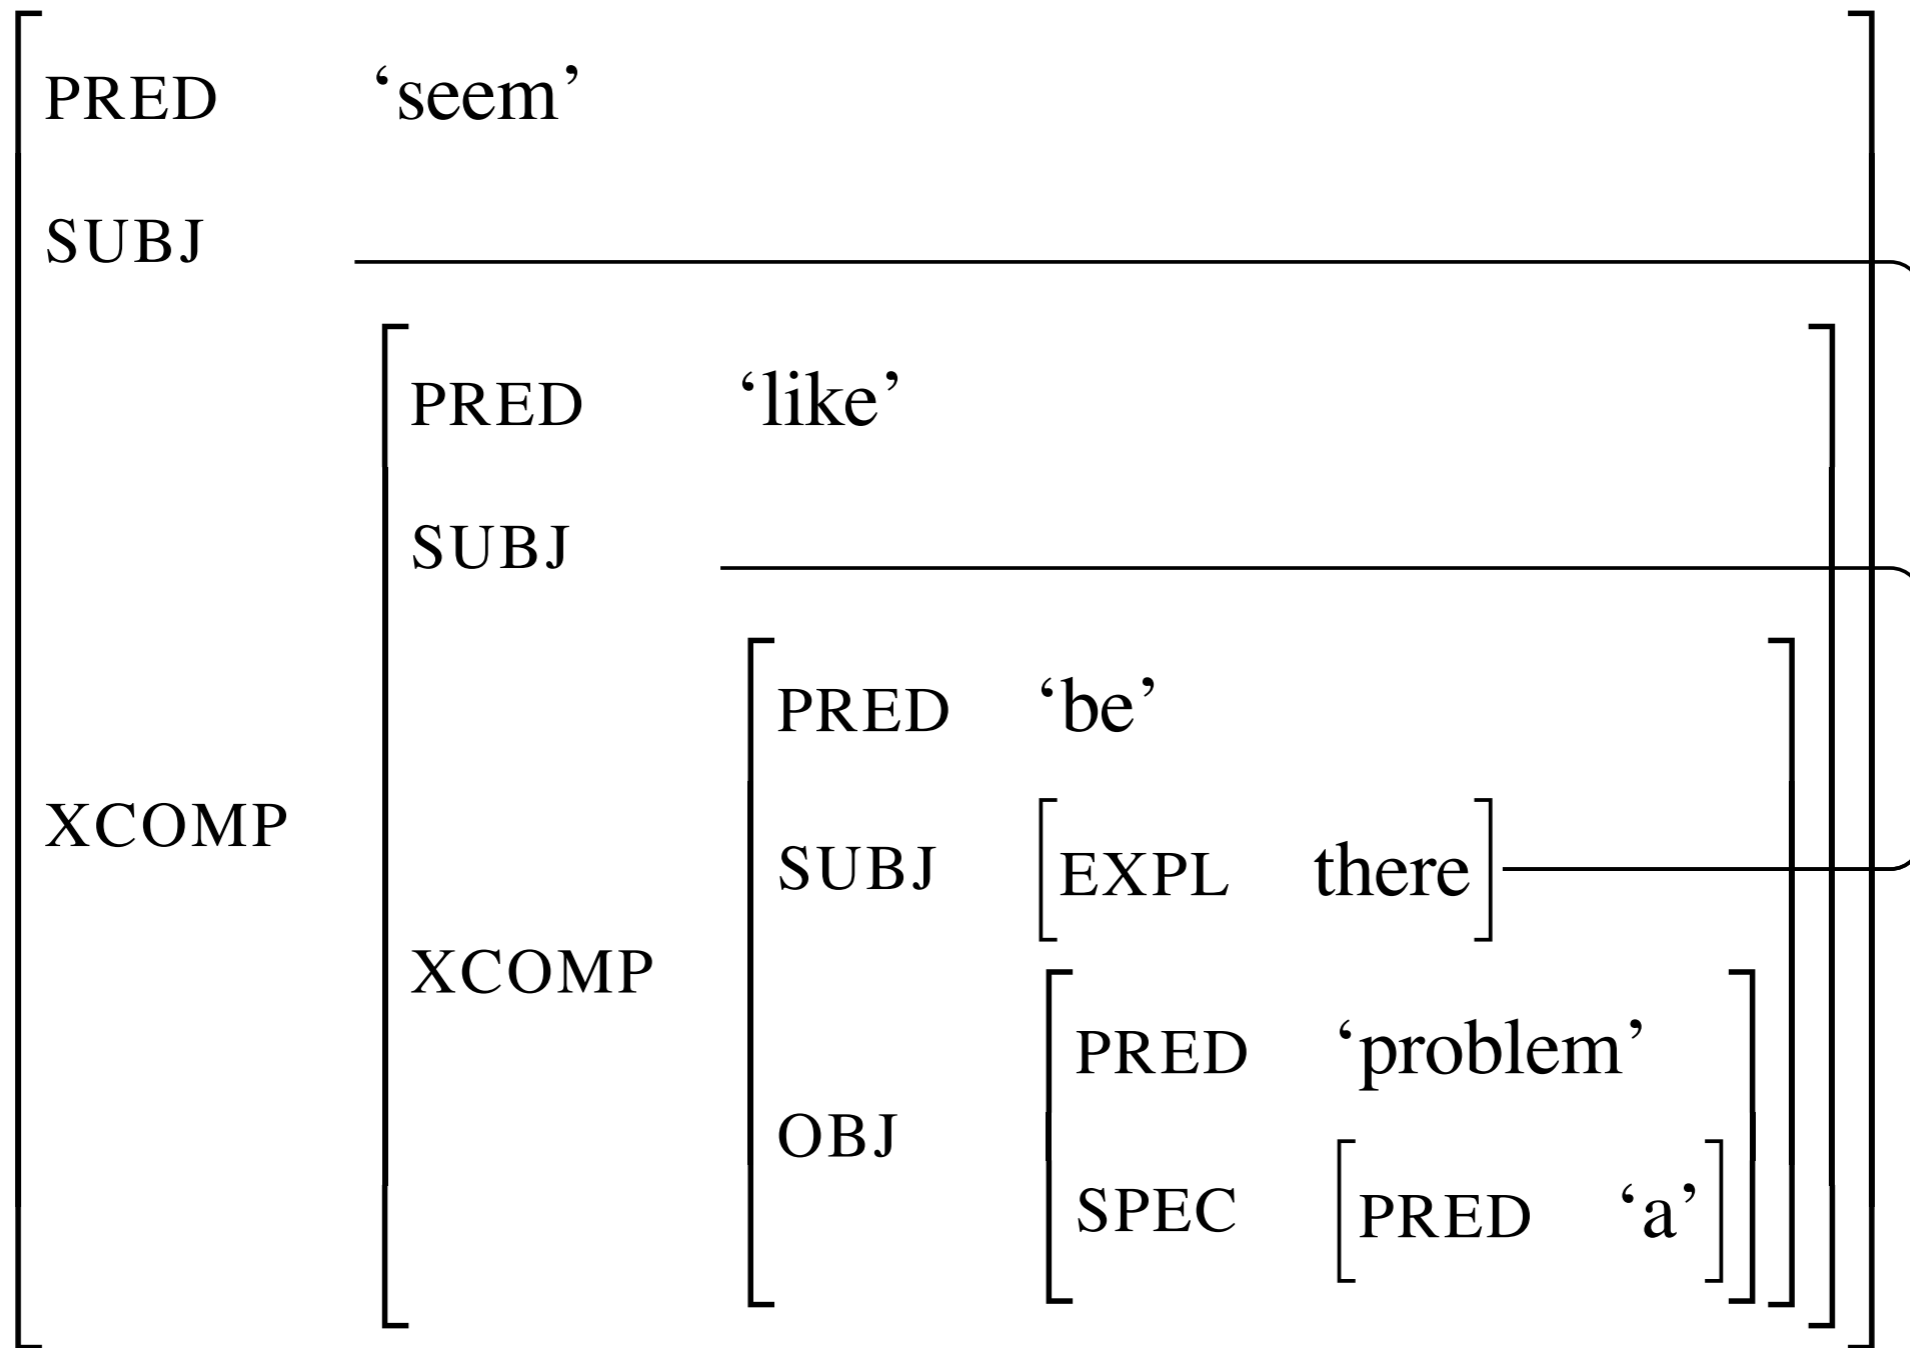 PRED ‘seem’
SUBJ
PRED ‘like’
SUBJ
PRED ‘be’
XCOMP
SUBJ EXPL there
XCOMP
PRED ‘problem’
OBJ
SPEC PRED ‘a’